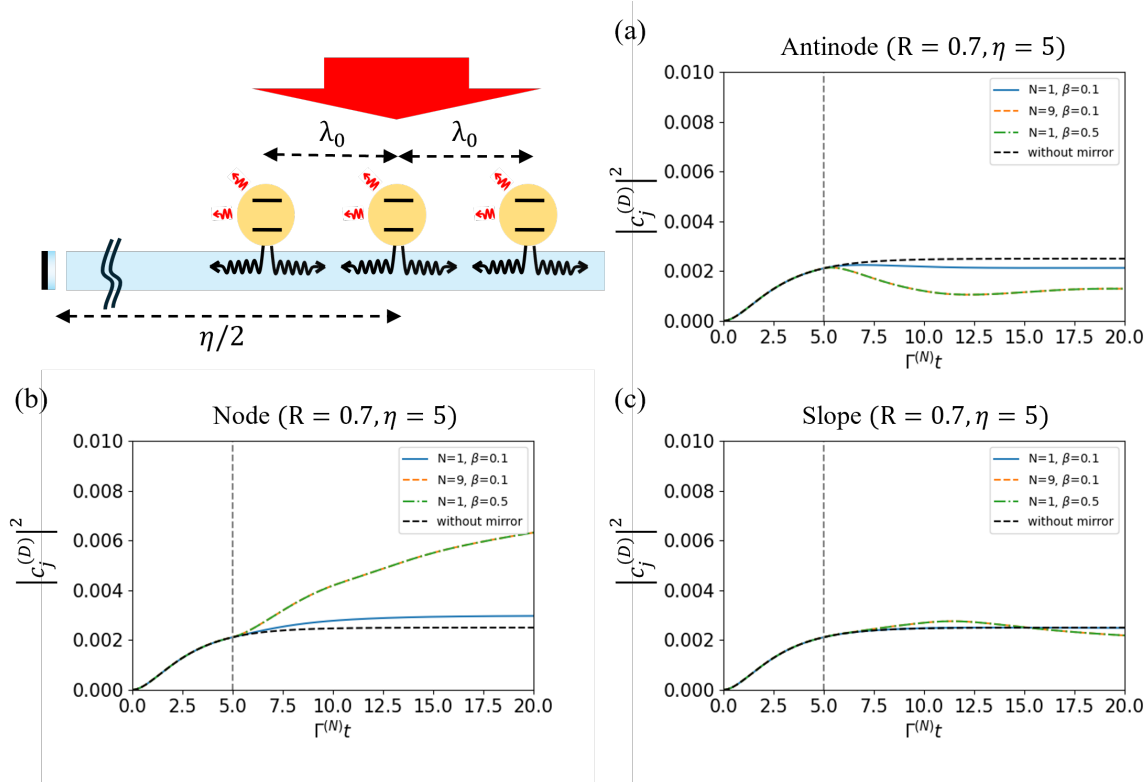 (a)
Antinode (R = 0.7, η = 5)
λ₀ λ₀
η/2
0.010
0.008
0.006
0.004
0.002
0.000
|c_j^(D)|²
N=1, β=0.1
N=9, β=0.1
N=1, β=0.5
without mirror
0.0 2.5 5.0 7.5 10.0 12.5 15.0 17.5 20.0
Γ^(N)t
(b)
Node (R = 0.7, η = 5)
0.010
0.008
0.006
0.004
0.002
0.000
|c_j^(D)|²
N=1, β=0.1
N=9, β=0.1
N=1, β=0.5
without mirror
0.0 2.5 5.0 7.5 10.0 12.5 15.0 17.5 20.0
Γ^(N)t
(c)
Slope (R = 0.7, η = 5)
0.010
0.008
0.006
0.004
0.002
0.000
|c_j^(D)|²
N=1, β=0.1
N=9, β=0.1
N=1, β=0.5
without mirror
0.0 2.5 5.0 7.5 10.0 12.5 15.0 17.5 20.0
Γ^(N)t